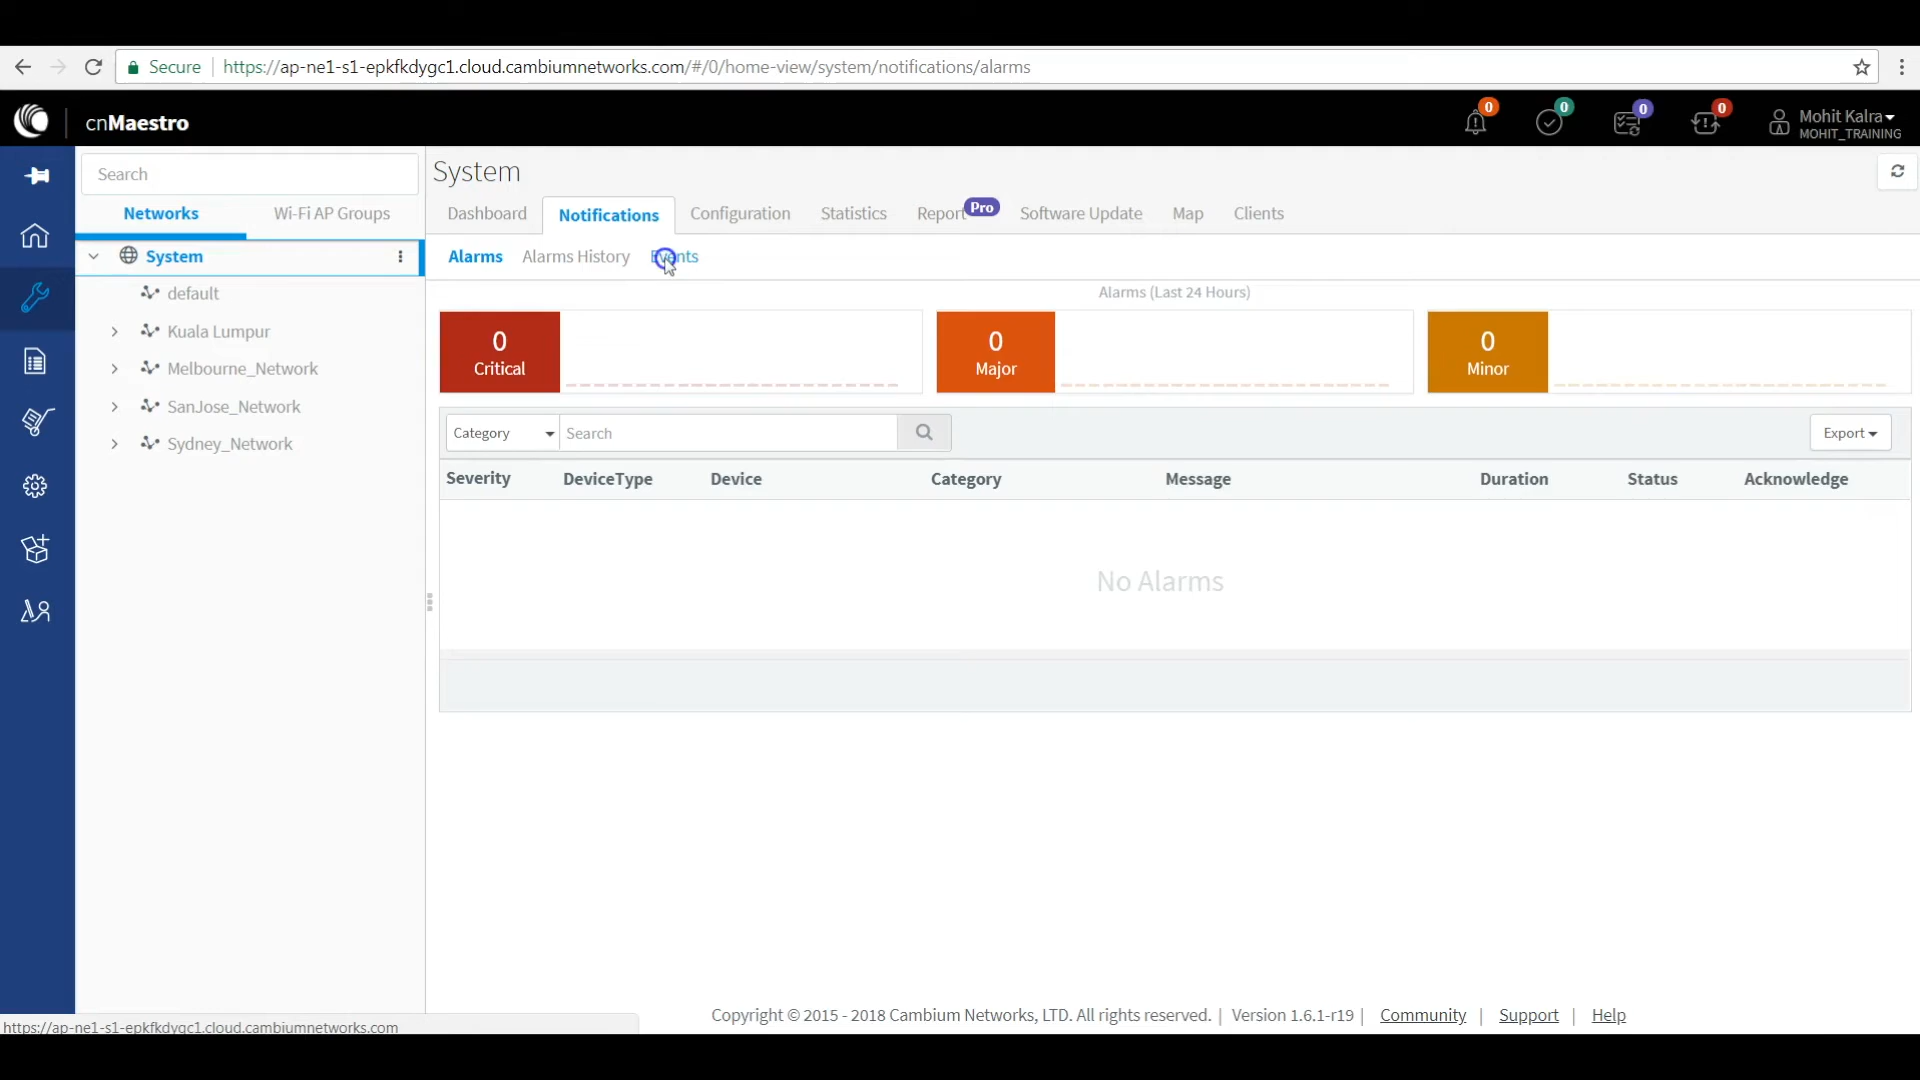 Secure https://ap-ne1-s1-epkfkdygc1.cloud.cambiumnetworks.com/#/0/home-view/system/notifications/alarms
cnMaestro
0
0
0
0
Mohit Kalra
MOHIT_TRAINING
Search
Networks Wi-Fi AP Groups
System
default
Kuala Lumpur
Melbourne_Network
SanJose_Network
Sydney_Network
System
Dashboard Notifications Configuration Statistics Report Pro Software Update Map Clients
Alarms Alarms History Events
Alarms (Last 24 Hours)
0
Critical
0
Major
0
Minor
Category Search Export
Severity DeviceType Device Category Message Duration Status Acknowledge
No Alarms
Copyright © 2015 - 2018 Cambium Networks, LTD. All rights reserved. | Version 1.6.1-r19 | Community | Support | Help
https://ap-ne1-s1-epkfkdygc1.cloud.cambiumnetworks.com